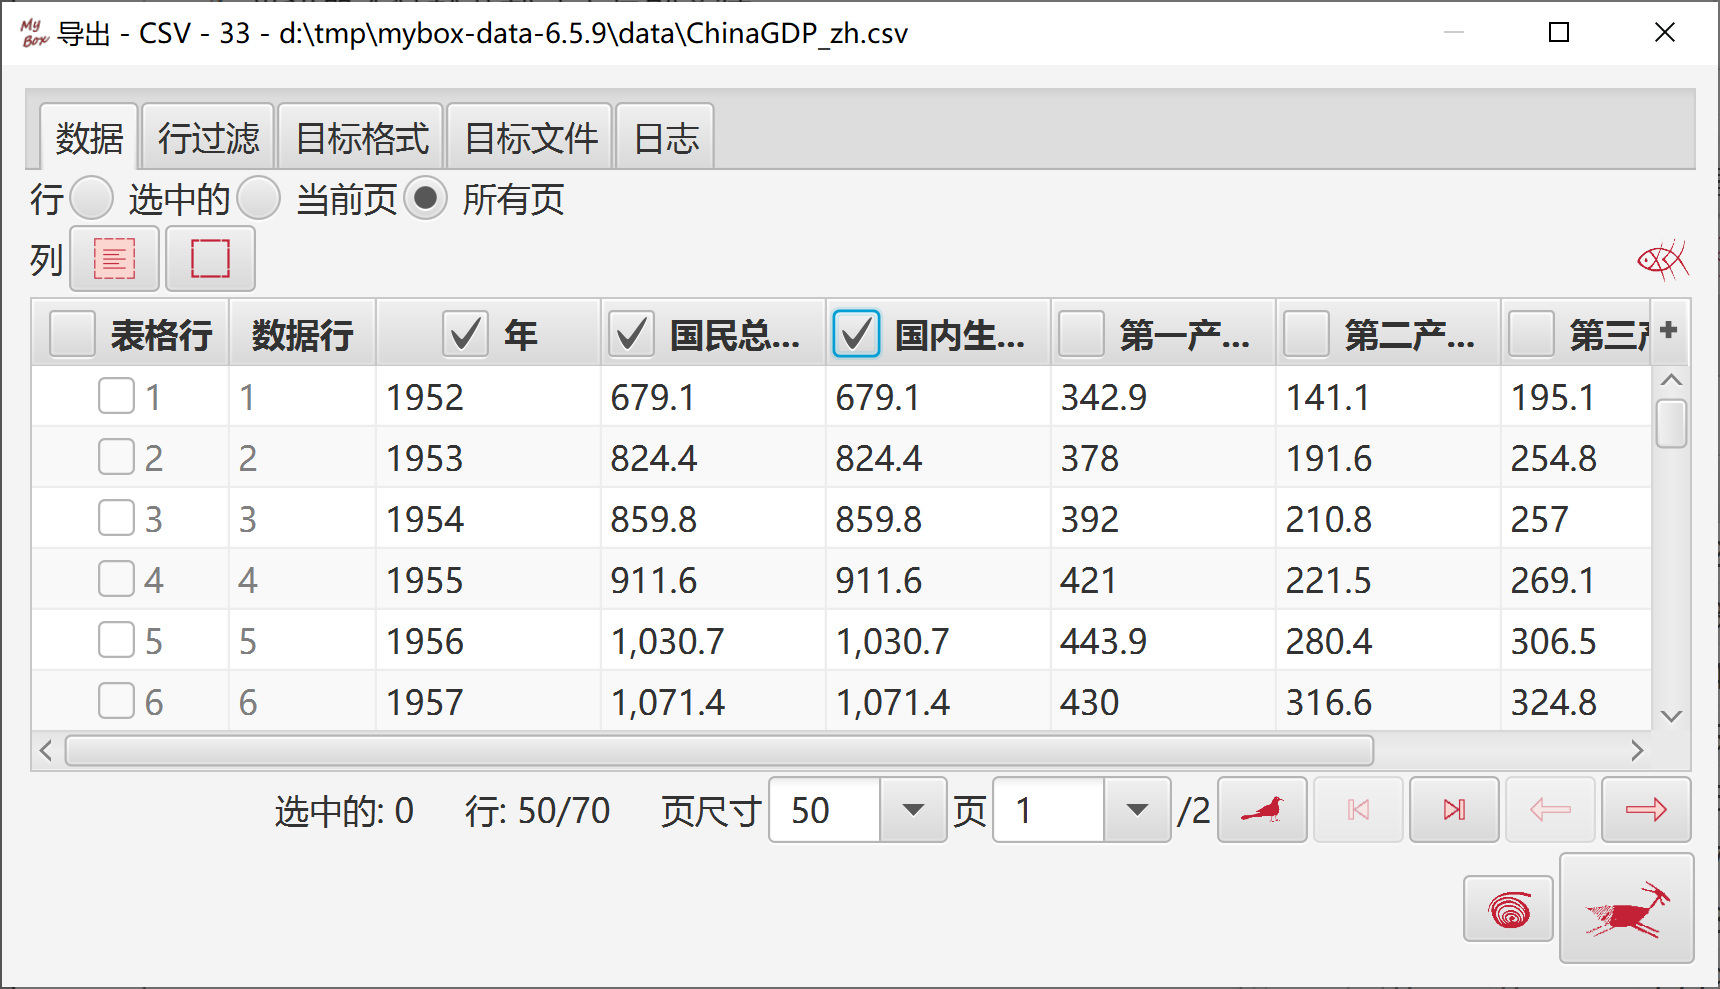 My Box 导出 - CSV - 33 - d:\tmp\mybox-data-6.5.9\data\ChinaGDP_zh.csv
数据 行过滤 目标格式 目标文件 日志
行 选中的 当前页 所有页
列
表格行 数据行 年 国民总... 国内生... 第一产... 第二产... 第三 +
1 1 1952 679.1 679.1 342.9 141.1 195.1
2 2 1953 824.4 824.4 378 191.6 254.8
3 3 1954 859.8 859.8 392 210.8 257
4 4 1955 911.6 911.6 421 221.5 269.1
5 5 1956 1,030.7 1,030.7 443.9 280.4 306.5
6 6 1957 1,071.4 1,071.4 430 316.6 324.8
选中的: 0 行: 50/70 页尺寸 50 页 1 /2